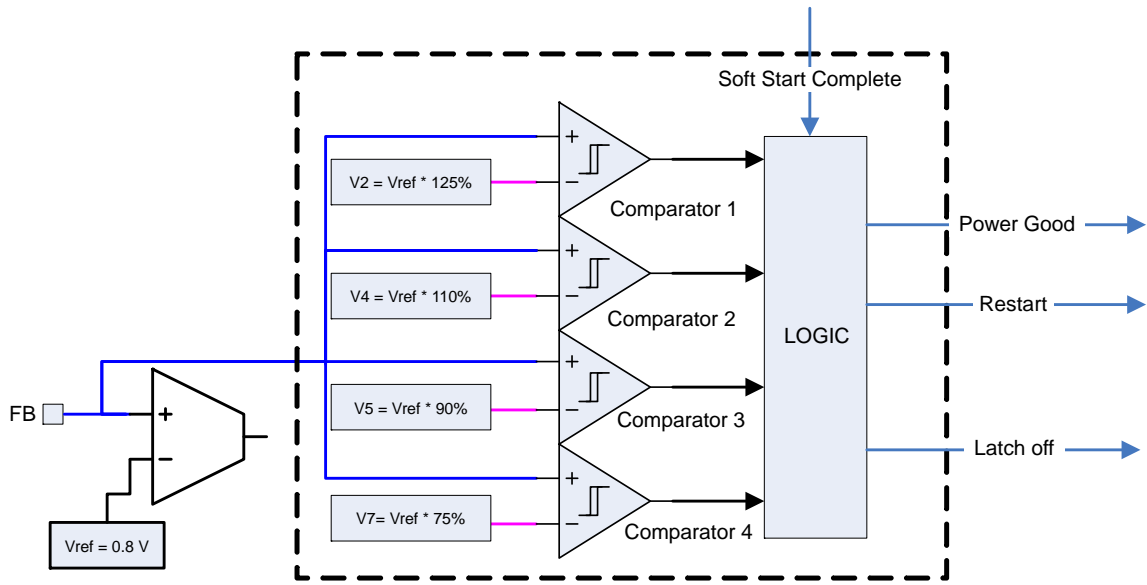 Soft Start Complete
+
V2 = Vref * 125%
−
Comparator 1
+
Power Good
V4 = Vref * 110%
−
Comparator 2
Restart
LOGIC
+
FB
+
V5 = Vref * 90%
−
Comparator 3
−
Latch off
+
V7= Vref * 75%
−
Comparator 4
Vref = 0.8 V